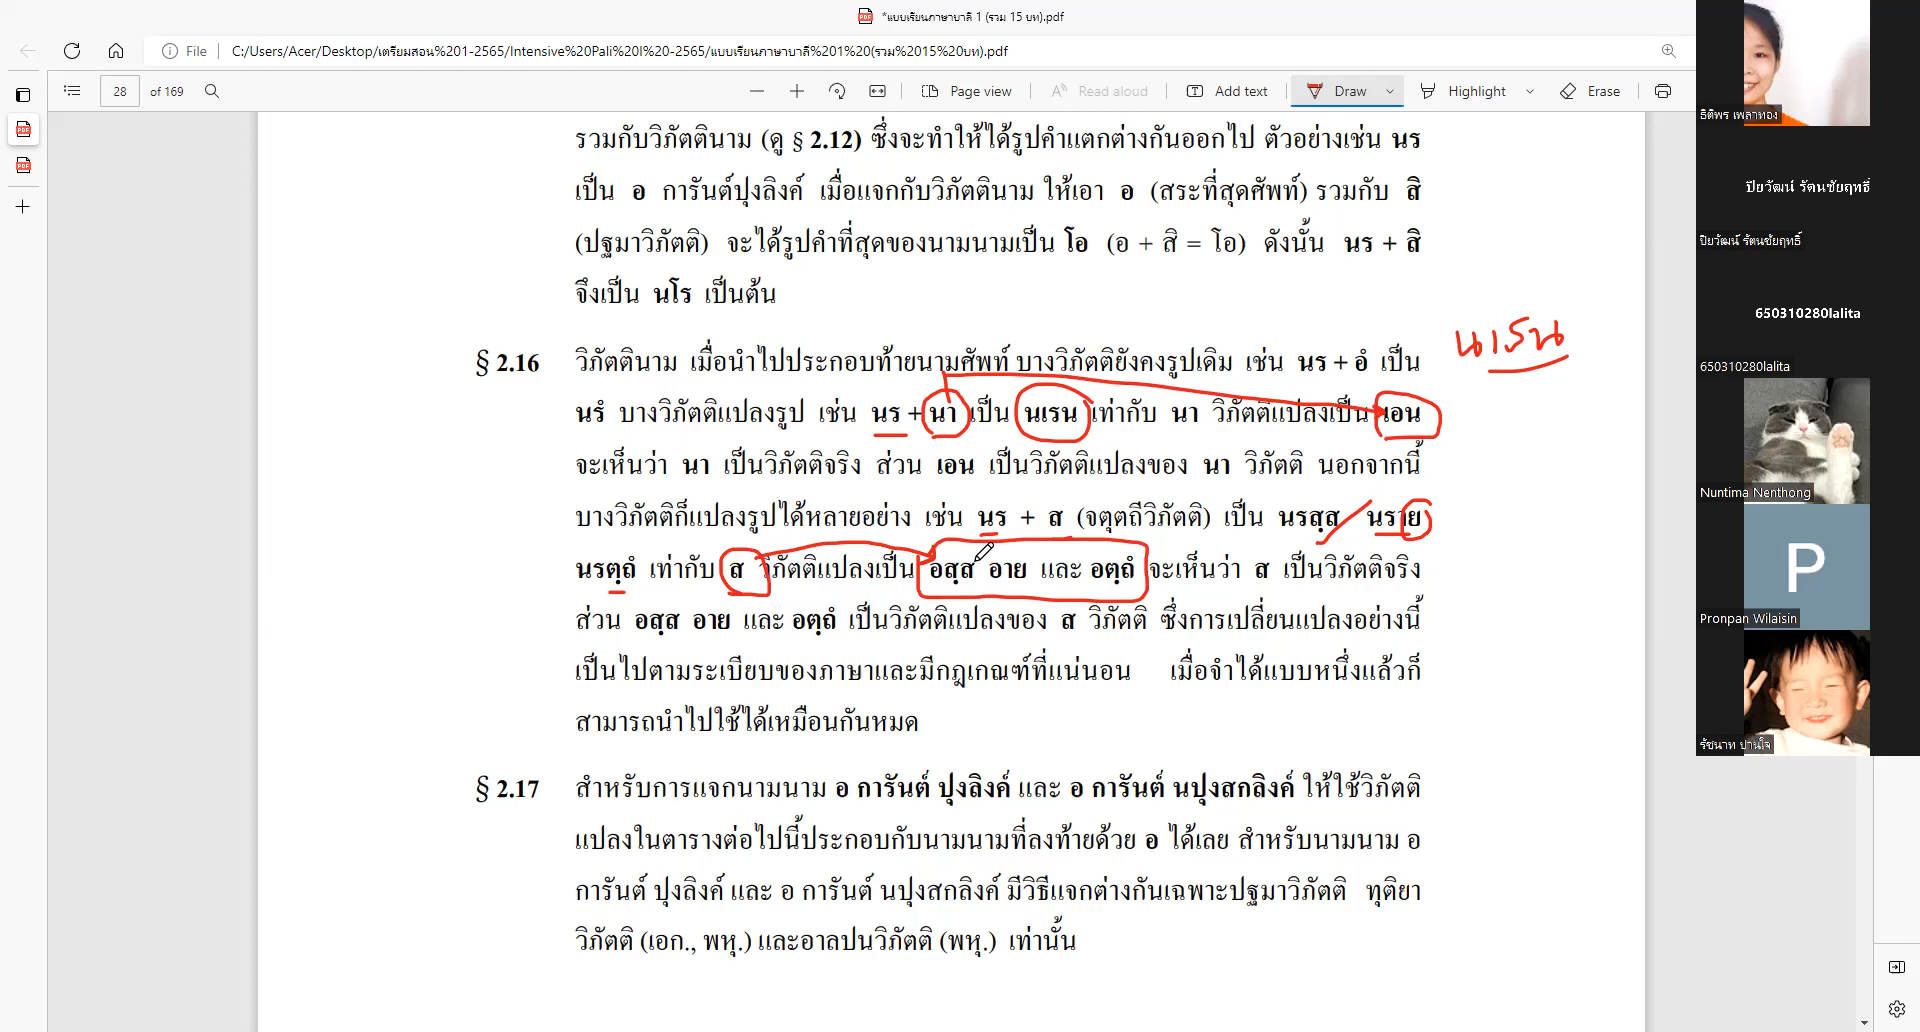 *แบบเรียนภาษาบาลี 1 (รวม 15 บท).pdf
File C:/Users/Acer/Desktop/เตรียมสอน%201-2565/Intensive%20Pali%20I%20-2565/แบบเรียนภาษาบาลี%201%20(รวม%2015%20บท).pdf
28 of 169 Page view Read aloud Add text Draw Highlight Erase
รวมกับวิภัตตินาม (ดู § 2.12) ซึ่งจะทำให้ได้รูปคำแตกต่างกันออกไป ตัวอย่างเช่น นร
เป็น อ การันต์ปุงลิงค์ เมื่อแจกกับวิภัตตินาม ให้เอา อ (สระที่สุดศัพท์) รวมกับ สิ
(ปฐมาวิภัตติ) จะได้รูปคำที่สุดของนามนามเป็น โอ (อ + สิ = โอ) ดังนั้น นร + สิ
จึงเป็น นโร เป็นต้น
นเรน
§ 2.16 วิภัตตินาม เมื่อนำไปประกอบท้ายนามศัพท์ บางวิภัตติยังคงรูปเดิม เช่น นร + อํ เป็น
นรํ บางวิภัตติแปลงรูป เช่น นร + นา เป็น นเรน เท่ากับ นา วิภัตติแปลงเป็น เอน
จะเห็นว่า นา เป็นวิภัตติจริง ส่วน เอน เป็นวิภัตติแปลงของ นา วิภัตติ นอกจากนี้
บางวิภัตติก็แปลงรูปได้หลายอย่าง เช่น นร + ส (จตุตถีวิภัตติ) เป็น นรสฺส นราย
นรตฺถํ เท่ากับ ส วิภัตติแปลงเป็น อสฺส อาย และ อตฺถํ จะเห็นว่า ส เป็นวิภัตติจริง
ส่วน อสฺส อาย และ อตฺถํ เป็นวิภัตติแปลงของ ส วิภัตติ ซึ่งการเปลี่ยนแปลงอย่างนี้
เป็นไปตามระเบียบของภาษาและมีกฎเกณฑ์ที่แน่นอน เมื่อจำได้แบบหนึ่งแล้วก็
สามารถนำไปใช้ได้เหมือนกันหมด
§ 2.17 สำหรับการแจกนามนาม อ การันต์ ปุงลิงค์ และ อ การันต์ นปุงสกลิงค์ ให้ใช้วิภัตติ
แปลงในตารางต่อไปนี้ประกอบกับนามนามที่ลงท้ายด้วย อ ได้เลย สำหรับนามนาม อ
การันต์ ปุงลิงค์ และ อ การันต์ นปุงสกลิงค์ มีวิธีแจกต่างกันเฉพาะปฐมาวิภัตติ ทุติยา
วิภัตติ (เอก., พหุ.) และอาลปนวิภัตติ (พหุ.) เท่านั้น
ธิติพร เพลาทอง
ปิยวัฒน์ รัตนชัยฤทธิ์
ปิยวัฒน์ รัตนชัยฤทธิ์
650310280lalita
650310280lalita
Nuntima Nenthong
P
Pronpan Wilaisin
รัชนาท ปานใจ